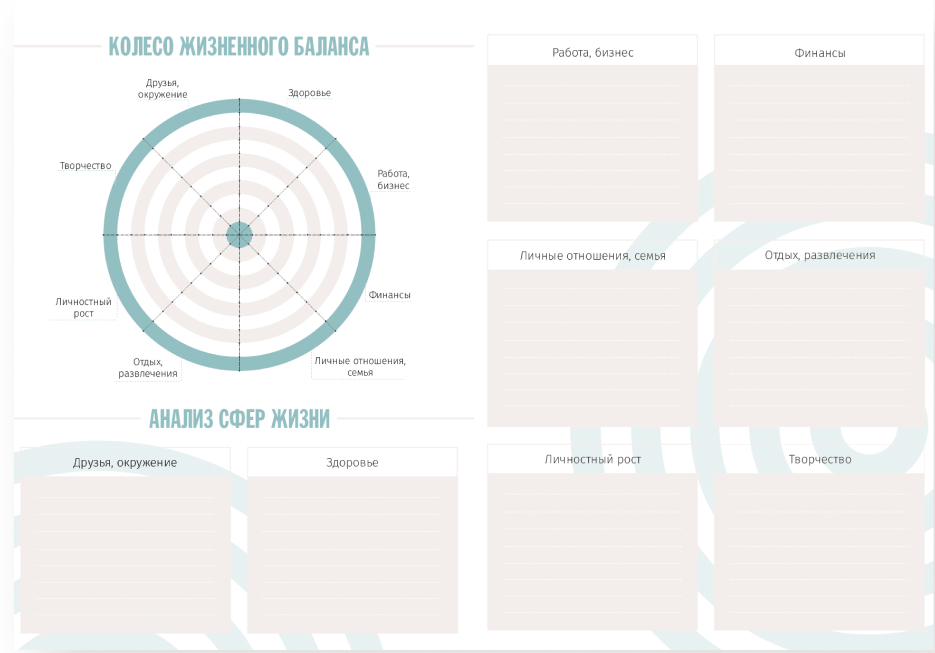 КОЛЕСО ЖИЗНЕННОГО БАЛАНСА
Друзья,
окружение
Здоровье
Творчество
Работа,
бизнес
Личностный
рост
Финансы
Отдых,
развлечения
Личные отношения,
семья
АНАЛИЗ СФЕР ЖИЗНИ
Друзья, окружение
Здоровье
Работа, бизнес
Финансы
Личные отношения, семья
Отдых, развлечения
Личностный рост
Творчество